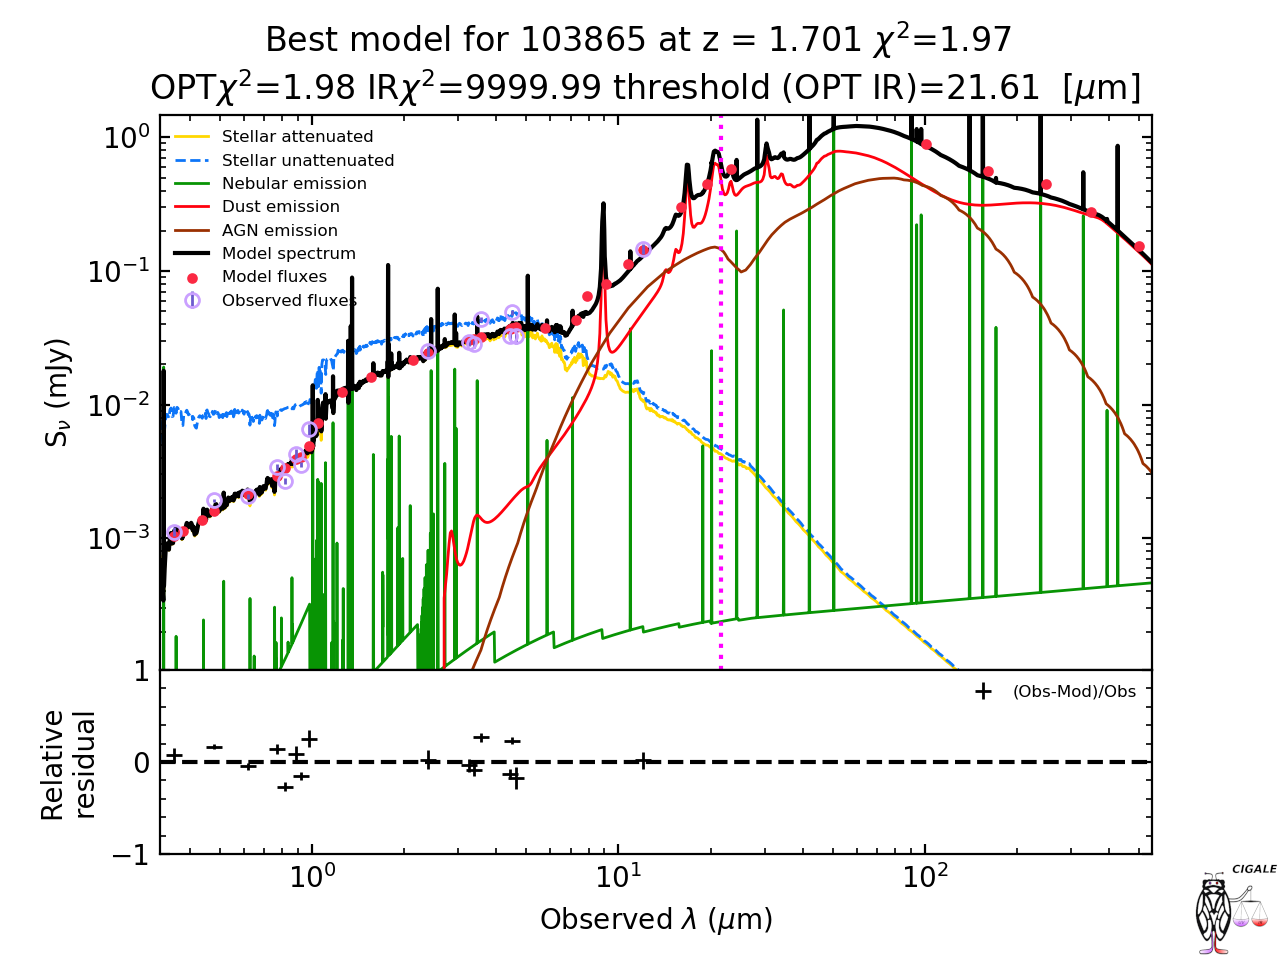 Best model for 103865 at z = 1.701 χ²=1.97
OPTχ²=1.98 IRχ²=9999.99 threshold (OPT IR)=21.61 [μm]
Stellar attenuated
Stellar unattenuated
Nebular emission
Dust emission
AGN emission
Model spectrum
Model fluxes
Observed fluxes
10⁰
10⁻¹
10⁻²
10⁻³
S_ν (mJy)
1
0
−1
Relative
residual
(Obs-Mod)/Obs
10⁰
10¹
10²
Observed λ (μm)
CIGALE